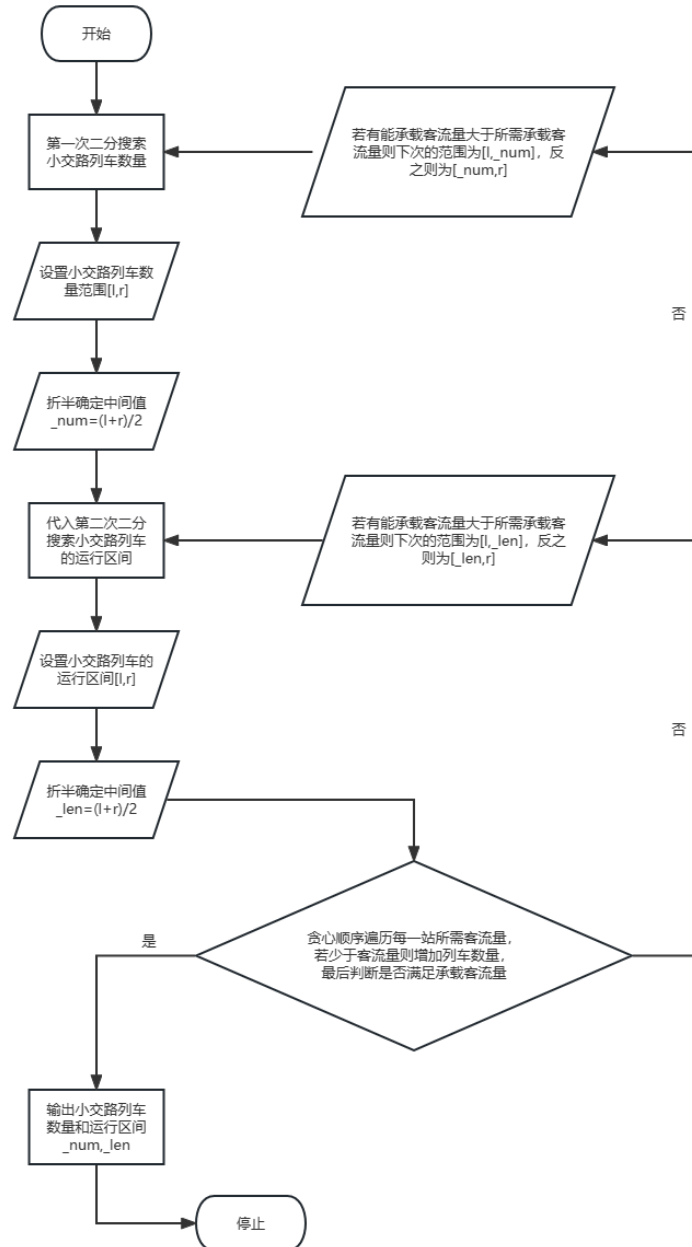 开始
第一次二分搜素
小交路列车数量
若有能承载客流量大于所需承载客
流量则下次的范围为[l,_num]，反
之则为[_num,r]
设置小交路列车数
量范围[l,r]
否
折半确定中间值
_num=(l+r)/2
代入第二次二分
搜素小交路列车
的运行区间
若有能承载客流量大于所需承载客
流量则下次的范围为[l,_len]，反之
则为[_len,r]
设置小交路列车的
运行区间[l,r]
否
折半确定中间值
_len=(l+r)/2
贪心顺序遍历每一站所需客流量，
若少于客流量则增加列车数量，
最后判断是否满足承载客流量
是
输出小交路列车
数量和运行区间
_num,_len
停止